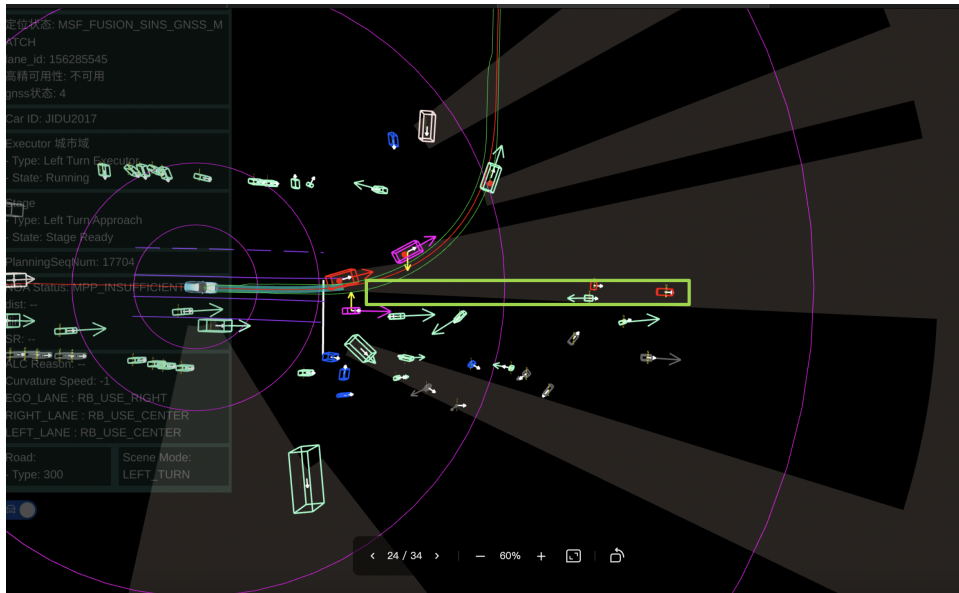 定位状态: MSF_FUSION_SINS_GNSS_M
ATCH
lane_id: 156285545
高精可用性: 不可用
gnss状态: 4
Car ID: JIDU2017
Executor 城市域
- Type: Left Turn Executor
- State: Running
Stage
- Type: Left Turn Approach
- State: Stage Ready
PlanningSeqNum: 17704
NOA Status: MPP_INSUFFICIENT
dist: --
SR: --
ALC Reason: --
Curvature Speed: -1
EGO_LANE : RB_USE_RIGHT
RIGHT_LANE : RB_USE_CENTER
LEFT_LANE : RB_USE_CENTER
Road:
- Type: 300
Scene Mode:
LEFT_TURN
24 / 34
60%